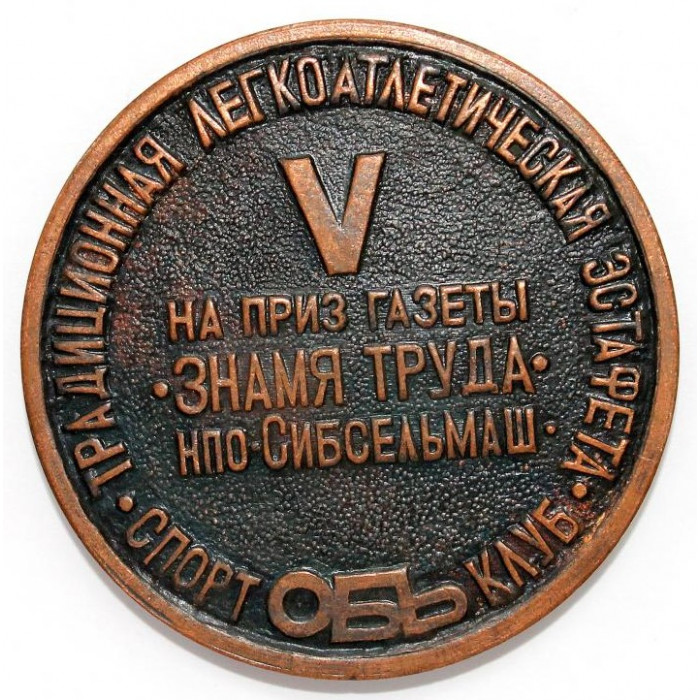 ТРАДИЦИОННАЯ ЛЕГКОАТЛЕТИЧЕСКАЯ ЭСТАФЕТА
V
НА ПРИЗ ГАЗЕТЫ
·ЗНАМЯ ТРУДА·
НПО·СИБСЕЛЬМАШ·
·СПОРТ ОБЬ КЛУБ·